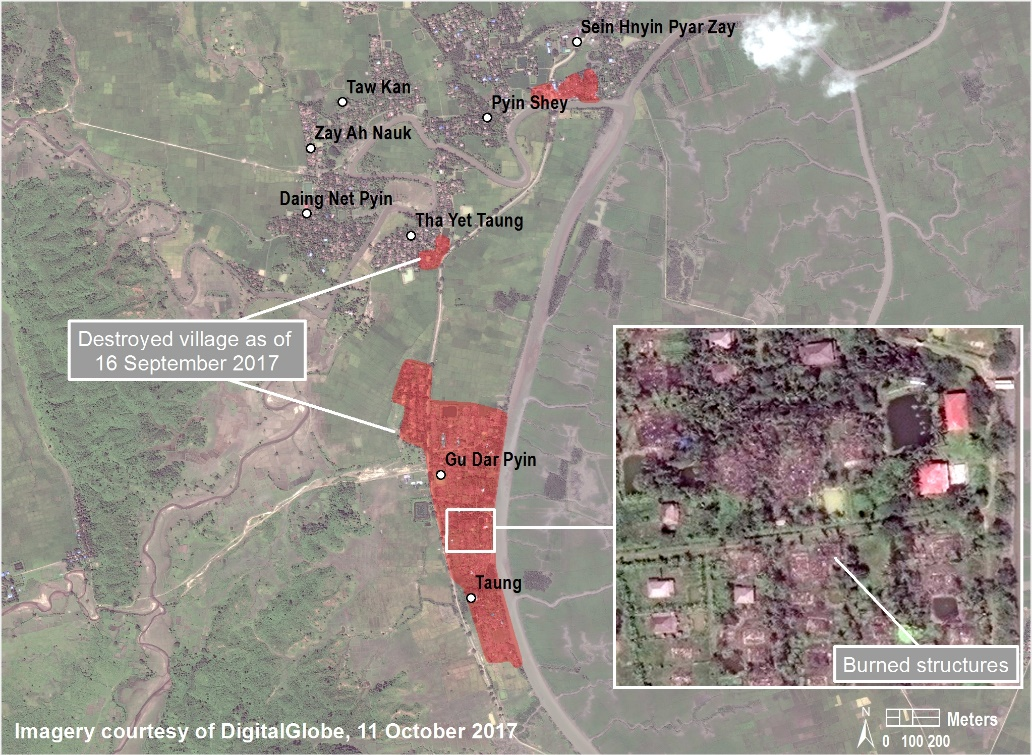 Sein Hnyin Pyar Zay
Taw Kan
Pyin Shey
Zay Ah Nauk
Daing Net Pyin
Tha Yet Taung
Destroyed village as of
16 September 2017
Gu Dar Pyin
Taung
Burned structures
Imagery courtesy of DigitalGlobe, 11 October 2017
N
Meters
0 100 200